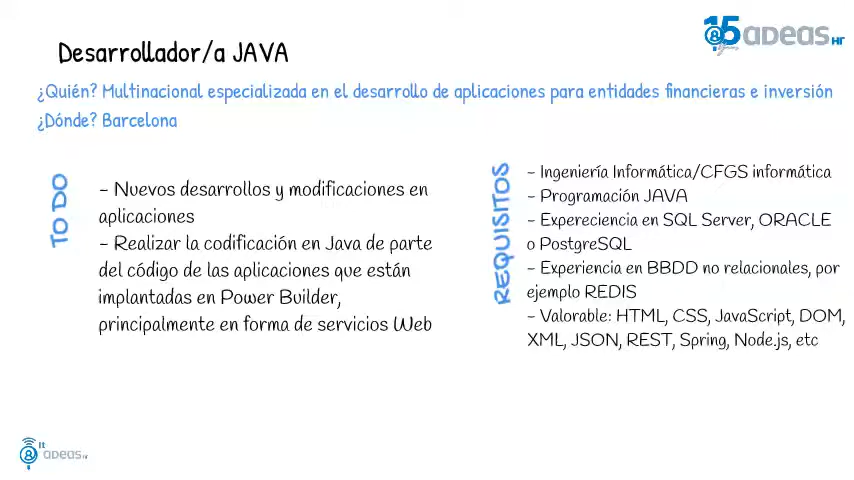 Desarrollador/a JAVA
15 ADEAS HR
¿Quién? Multinacional especializada en el desarrollo de aplicaciones para entidades financieras e inversión
¿Dónde? Barcelona
TO DO
- Nuevos desarrollos y modificaciones en
aplicaciones
- Realizar la codificación en Java de parte
del código de las aplicaciones que están
implantadas en Power Builder,
principalmente en forma de servicios Web
REQUISITOS
- Ingeniería Informática/CFGS informática
- Programación JAVA
- Expereciencia en SQL Server, ORACLE
o PostgreSQL
- Experiencia en BBDD no relacionales, por
ejemplo REDIS
- Valorable: HTML, CSS, JavaScript, DOM,
XML, JSON, REST, Spring, Node.js, etc
it
ADEAS HR